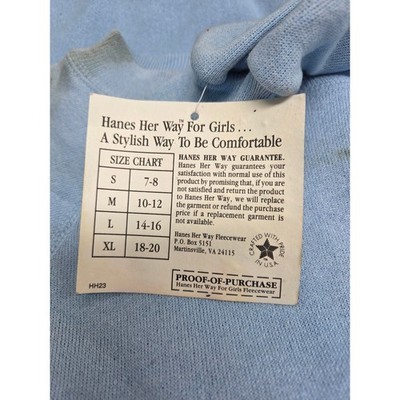 Hanes Her Way™ For Girls...
A Stylish Way To Be Comfortable
SIZE CHART
S 7-8
M 10-12
L 14-16
XL 18-20
HANES HER WAY GUARANTEE.
Hanes Her Way guarantees your
satisfaction with normal use of this
product by promising that, if you are
not satisfied and return the product
to Hanes Her Way, we will replace
the garment or refund the purchase
price if a replacement garment is
not available.
Hanes Her Way Fleecewear
P.O. Box 5151
Martinsville, VA 24115
CRAFTED WITH PRIDE
IN U.S.A.
PROOF-OF-PURCHASE
Hanes Her Way For Girls Fleecewear
HH23